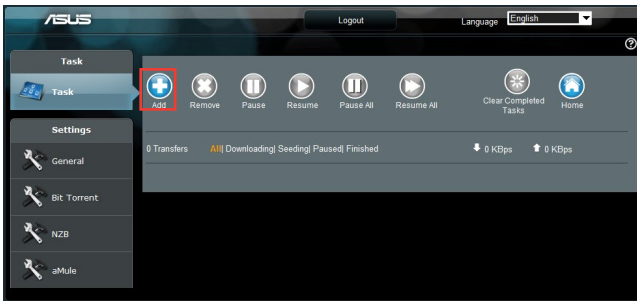 ASUS Logout Language English
?
Task
Task
Add Remove Pause Resume Pause All Resume All Clear Completed Tasks Home
Settings
0 Transfers All| Downloading| Seeding| Paused| Finished 0 KBps 0 KBps
General
Bit Torrent
NZB
aMule